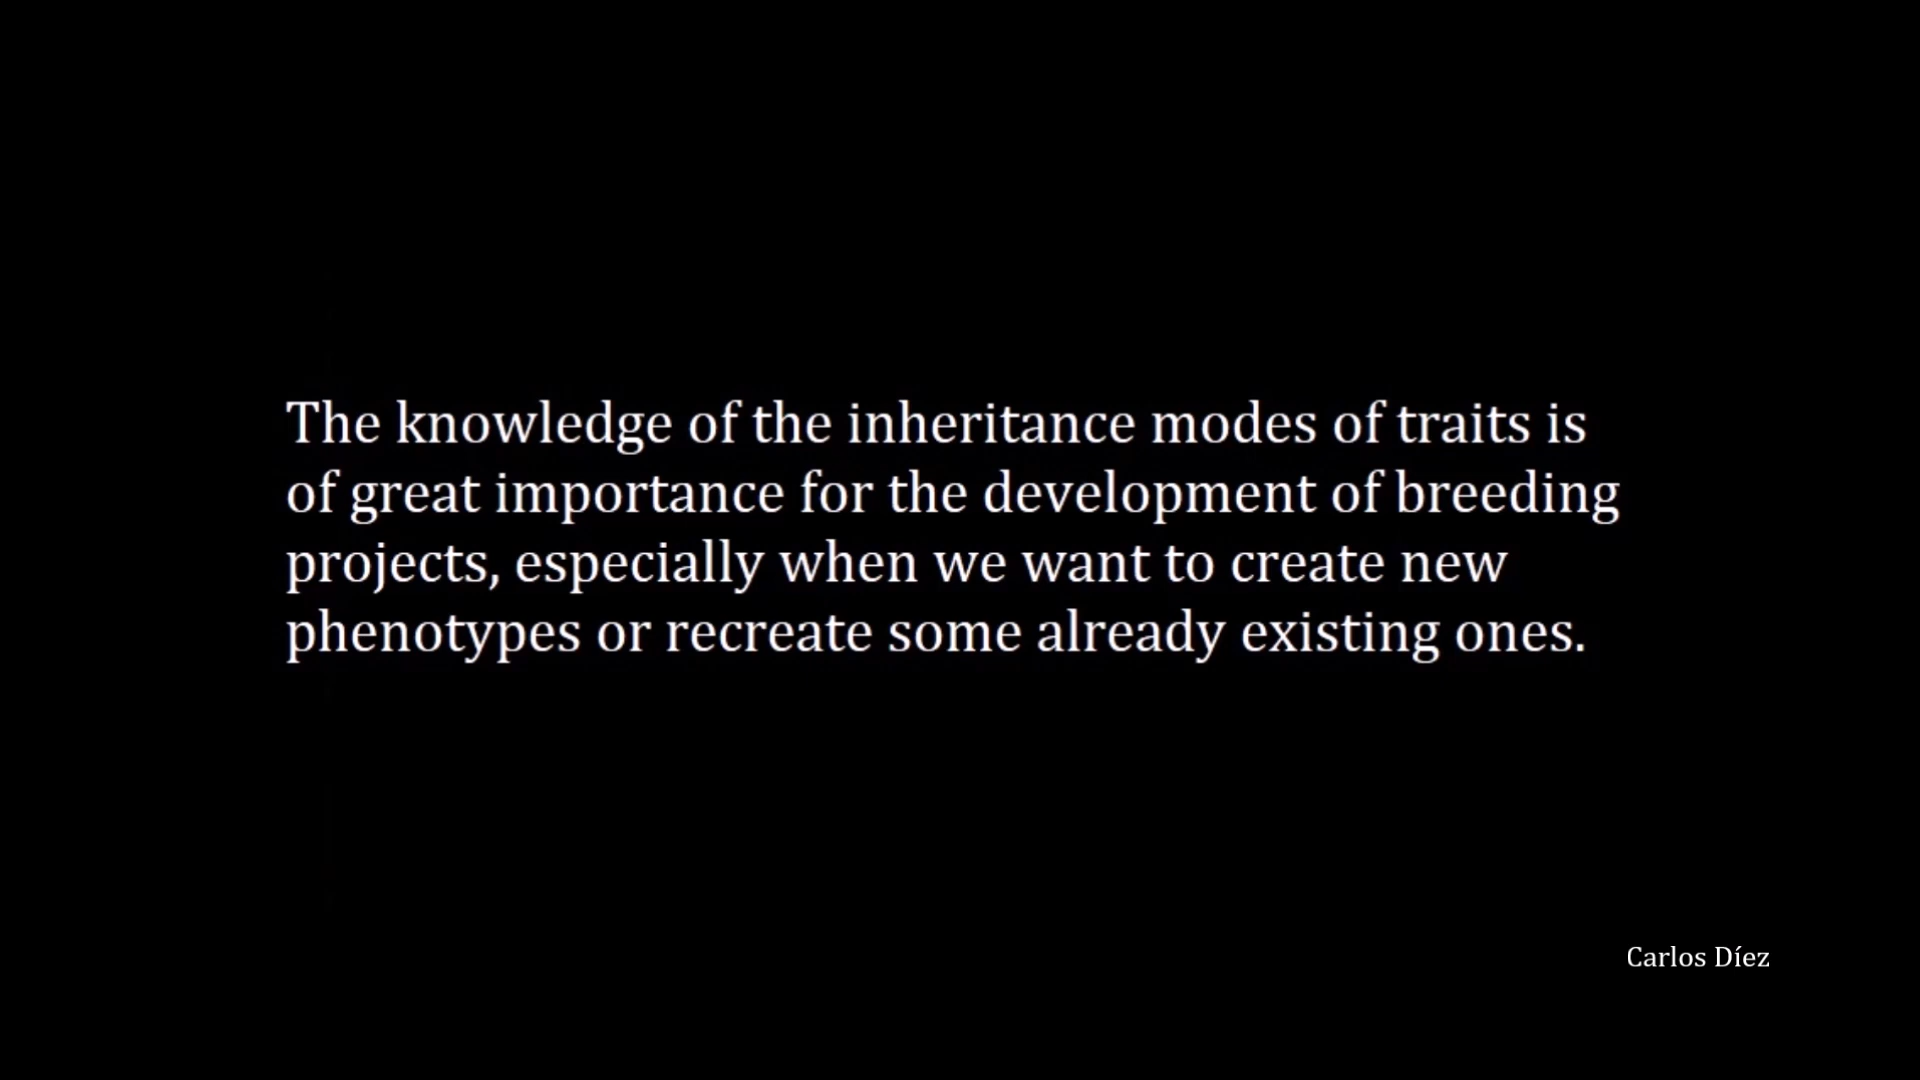 The knowledge of the inheritance modes of traits is
of great importance for the development of breeding
projects, especially when we want to create new
phenotypes or recreate some already existing ones.
Carlos Díez